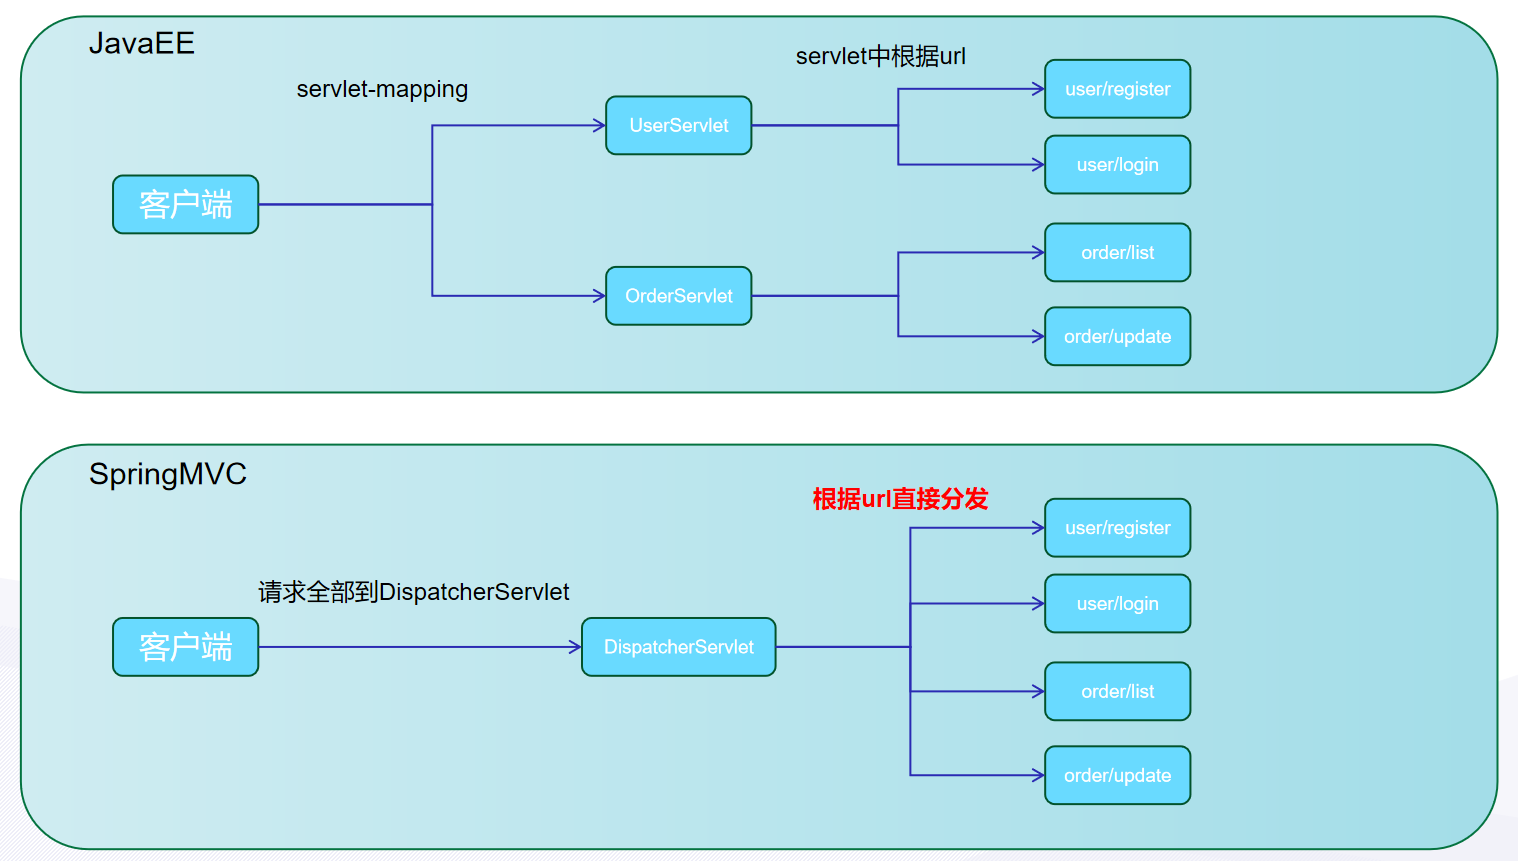 JavaEE
servlet中根据url
servlet-mapping
user/register
UserServlet
user/login
客户端
order/list
OrderServlet
order/update
SpringMVC
根据url直接分发
user/register
请求全部到DispatcherServlet
user/login
客户端
DispatcherServlet
order/list
order/update